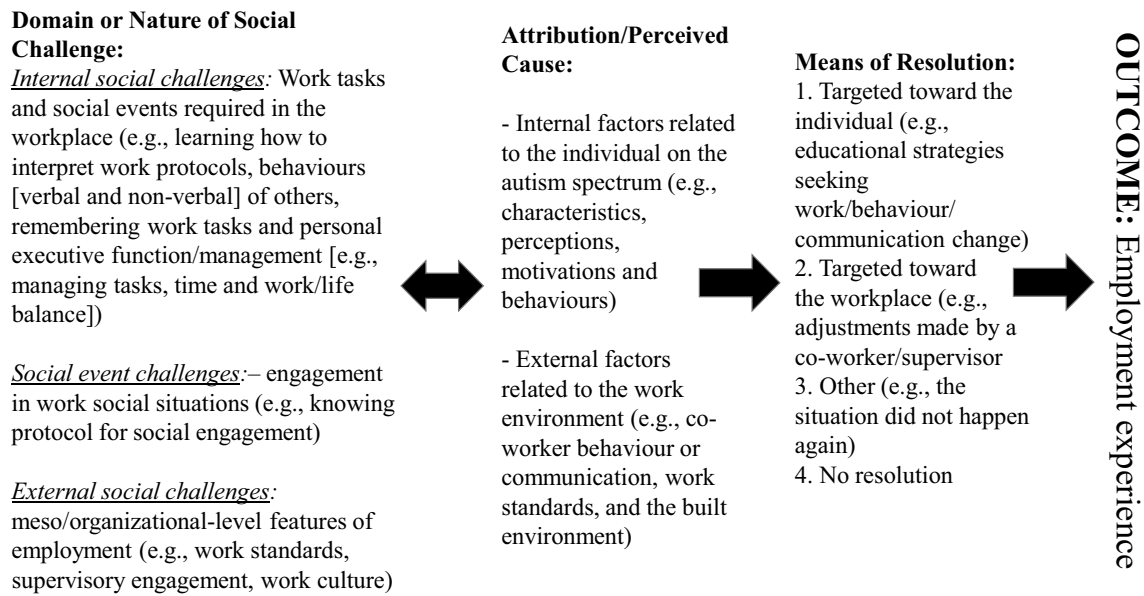 Domain or Nature of Social
Challenge:
Internal social challenges: Work tasks
and social events required in the
workplace (e.g., learning how to
interpret work protocols, behaviours
[verbal and non-verbal] of others,
remembering work tasks and personal
executive function/management [e.g.,
managing tasks, time and work/life
balance])
Social event challenges:– engagement
in work social situations (e.g., knowing
protocol for social engagement)
External social challenges:
meso/organizational-level features of
employment (e.g., work standards,
supervisory engagement, work culture)
Attribution/Perceived
Cause:
- Internal factors related
to the individual on the
autism spectrum (e.g.,
characteristics,
perceptions,
motivations and
behaviours)
- External factors
related to the work
environment (e.g., co-
worker behaviour or
communication, work
standards, and the built
environment)
Means of Resolution:
1. Targeted toward the
individual (e.g.,
educational strategies
seeking
work/behaviour/
communication change)
2. Targeted toward
the workplace (e.g.,
adjustments made by a
co-worker/supervisor
3. Other (e.g., the
situation did not happen
again)
4. No resolution
OUTCOME: Employment experience